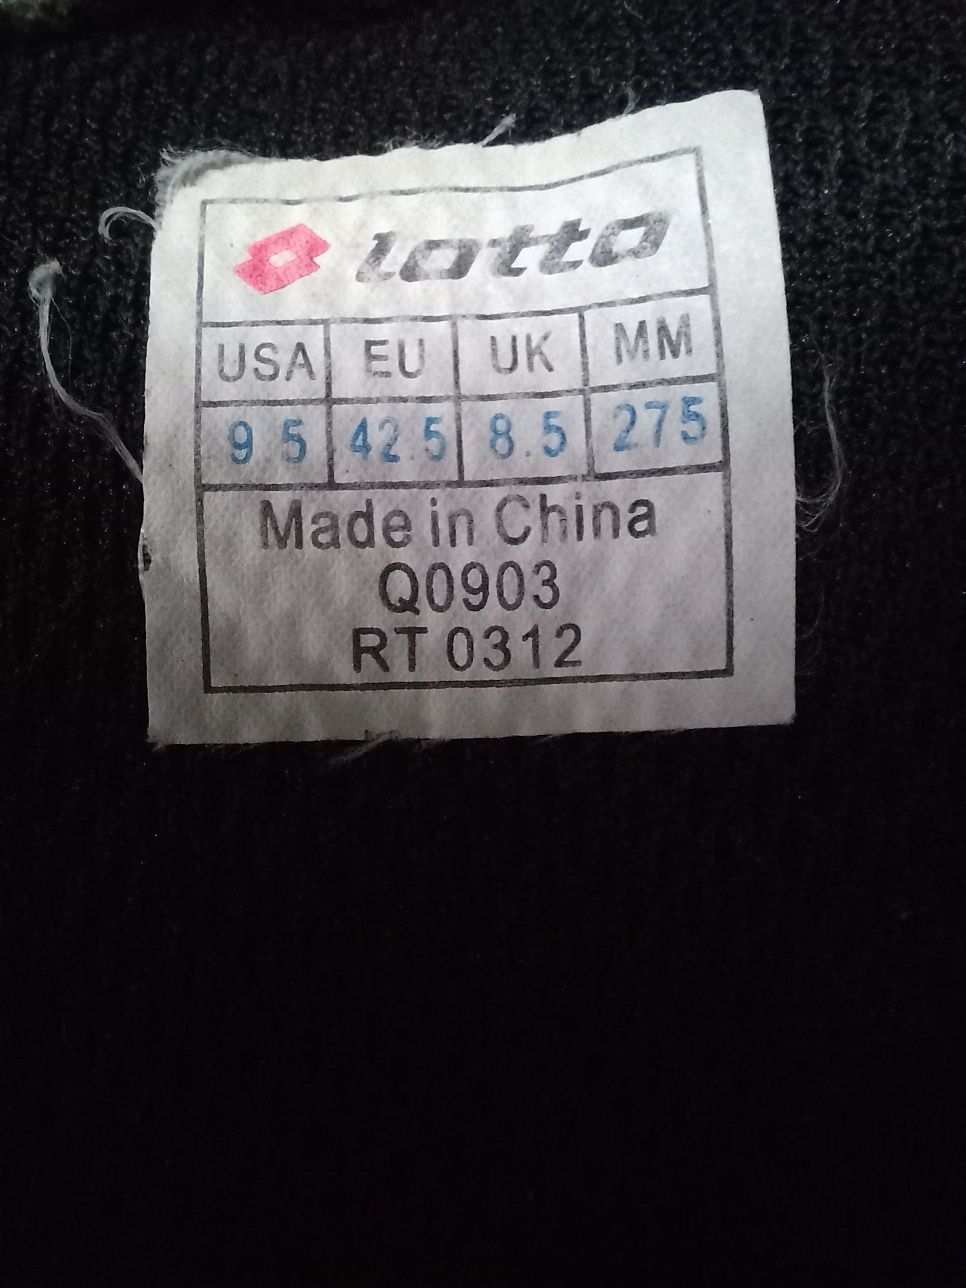 lotto
USA EU UK MM
9.5 42.5 8.5 275
Made in China
Q0903
RT 0312